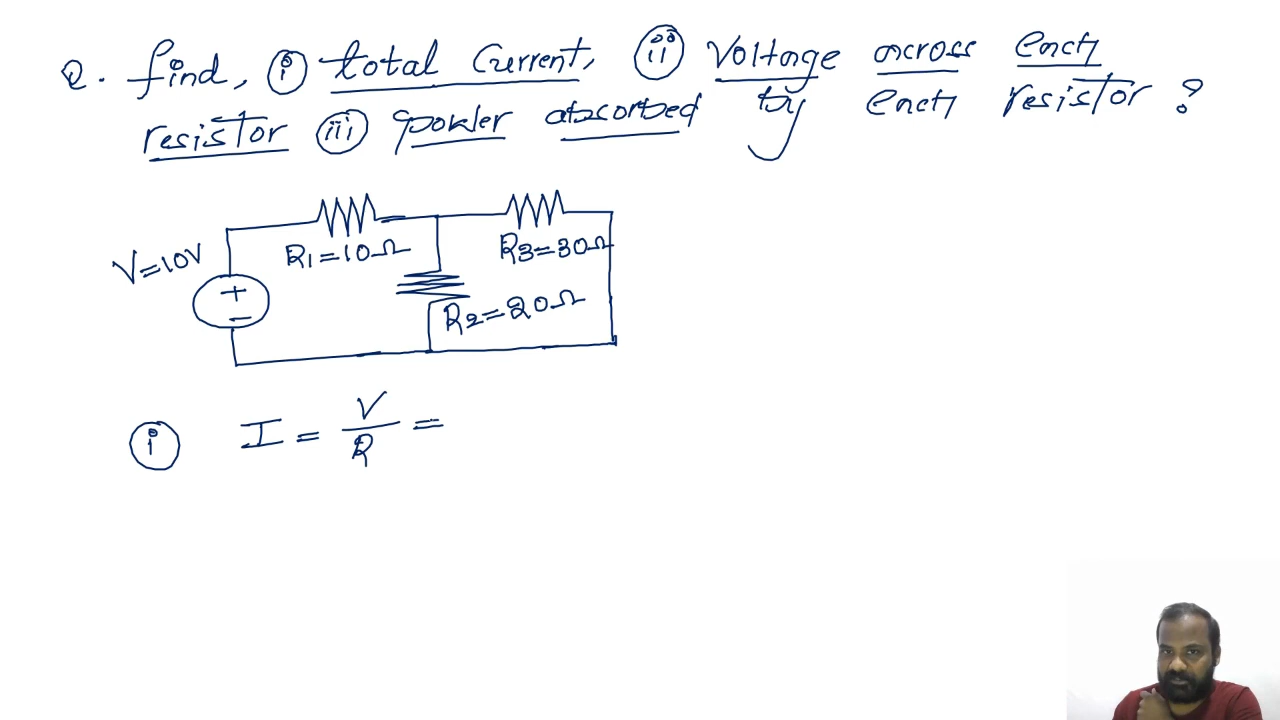 Q. find, (i) total Current, (ii) Voltage across each
resistor (iii) power absorbed by each resistor ?
V=10V
+
-
R1=10Ω
R3=30Ω
R2=20Ω
(i) I = V/R =